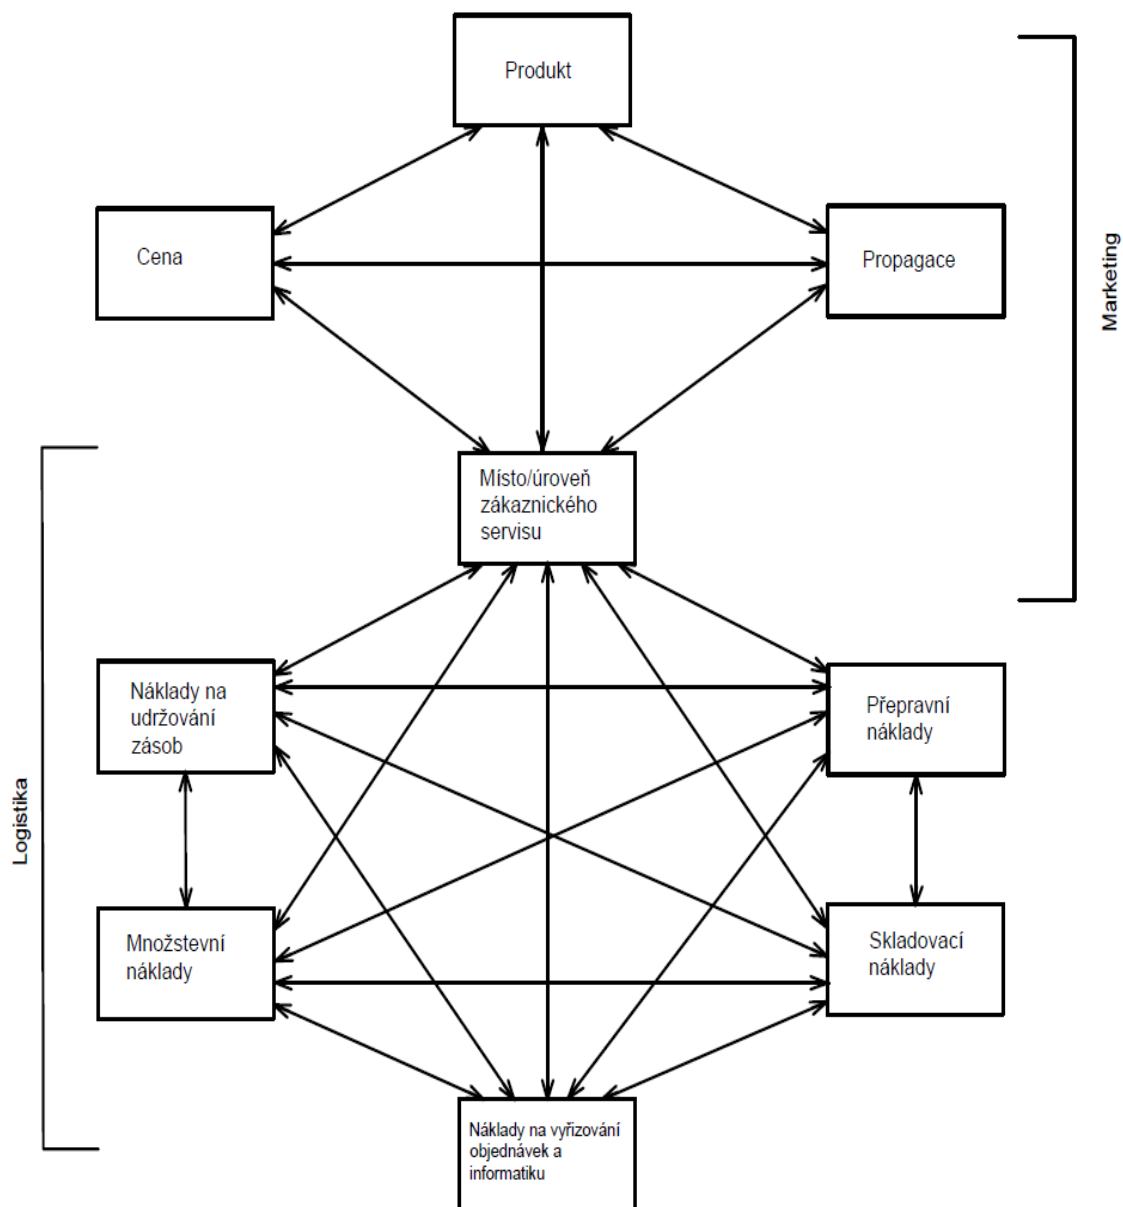 Produkt
Cena
Propagace
Marketing
Místo/úroveň
zákaznického
servisu
Náklady na
udržování
zásob
Přepravní
náklady
Logistika
Množstevní
náklady
Skladovací
náklady
Náklady na vyřizování
objednávek a
informatiku